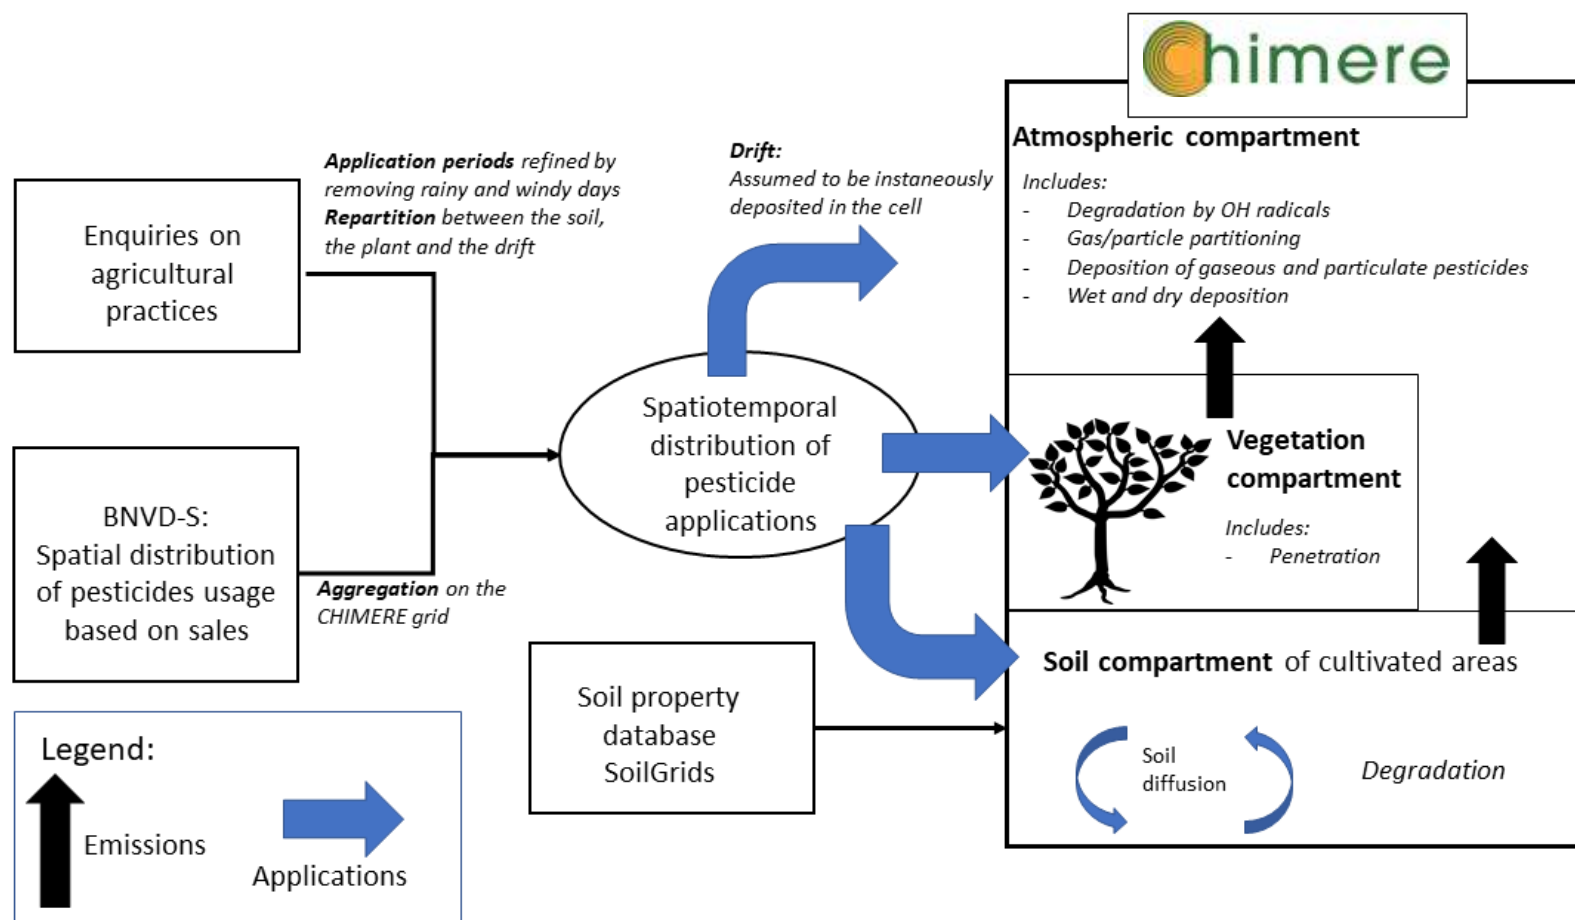 Chimere
Atmospheric compartment
Includes:
- Degradation by OH radicals
- Gas/particle partitioning
- Deposition of gaseous and particulate pesticides
- Wet and dry deposition
Application periods refined by
removing rainy and windy days
Repartition between the soil,
the plant and the drift
Drift:
Assumed to be instaneously
deposited in the cell
Enquiries on
agricultural
practices
Spatiotemporal
distribution of
pesticide
applications
Vegetation
compartment
Includes:
- Penetration
BNVD-S:
Spatial distribution
of pesticides usage
based on sales
Aggregation on the
CHIMERE grid
Soil compartment of cultivated areas
Soil property
database
SoilGrids
Soil
diffusion
Degradation
Legend:
Emissions
Applications